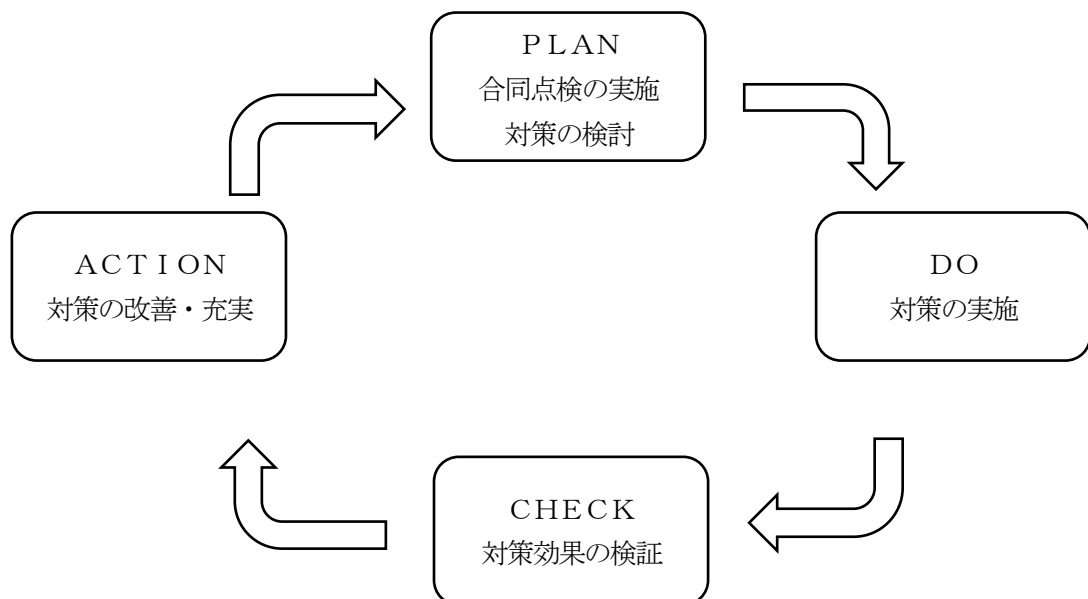 ＰＬＡＮ
合同点検の実施
対策の検討
ＡＣＴＩＯＮ
対策の改善・充実
ＤＯ
対策の実施
ＣＨＥＣＫ
対策効果の検証